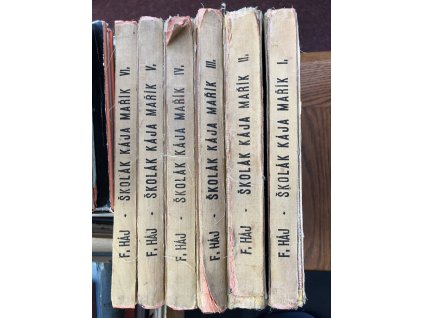 F. HÁJ · ŠKOLÁK KÁJA MAŘÍK VI.
F. HÁJ · ŠKOLÁK KÁJA MAŘÍK V.
F. HÁJ · ŠKOLÁK KÁJA MAŘÍK IV.
F. HÁJ · ŠKOLÁK KÁJA MAŘÍK III.
F. HÁJ · ŠKOLÁK KÁJA MAŘÍK II.
F. HÁJ · ŠKOLÁK KÁJA MAŘÍK I.